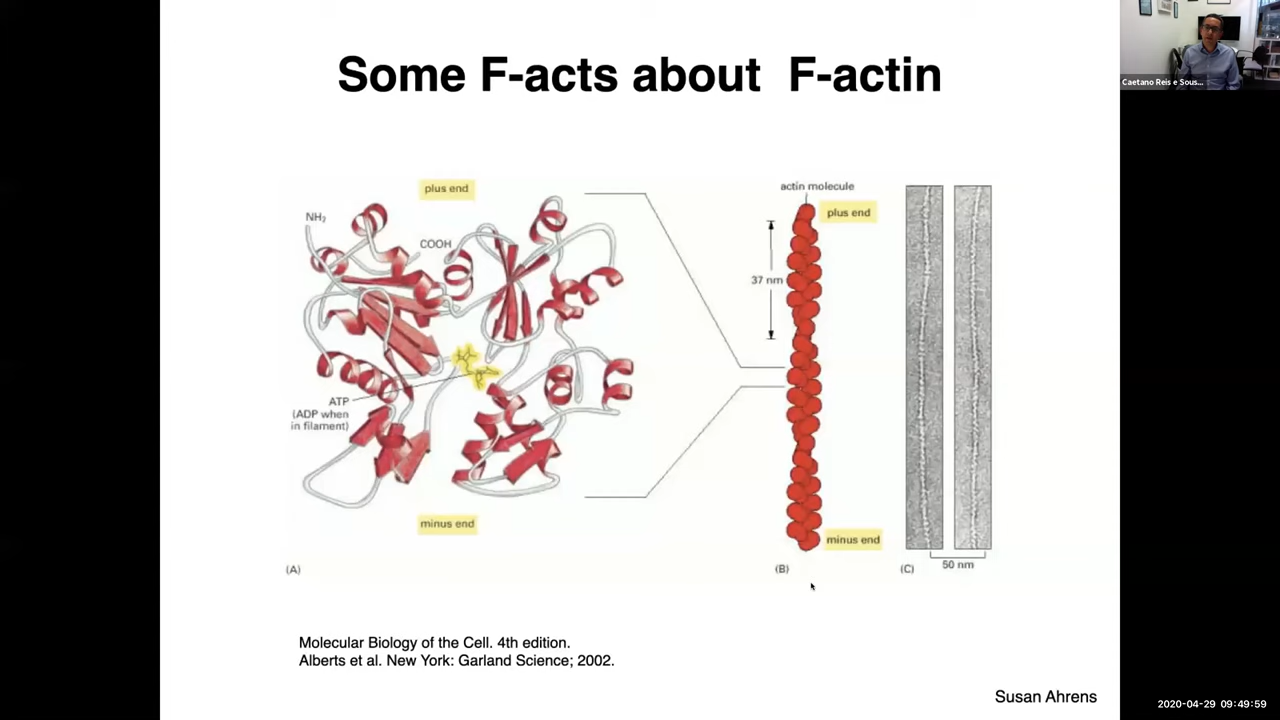 Some F-acts about  F-actin
Caetano Reis e Sous...
plus end
NH₂
COOH
ATP
(ADP when
in filament)
minus end
(A)
actin molecule
plus end
37 nm
minus end
(B)
(C)
50 nm
Molecular Biology of the Cell. 4th edition.
Alberts et al. New York: Garland Science; 2002.
Susan Ahrens
2020-04-29 09:49:59